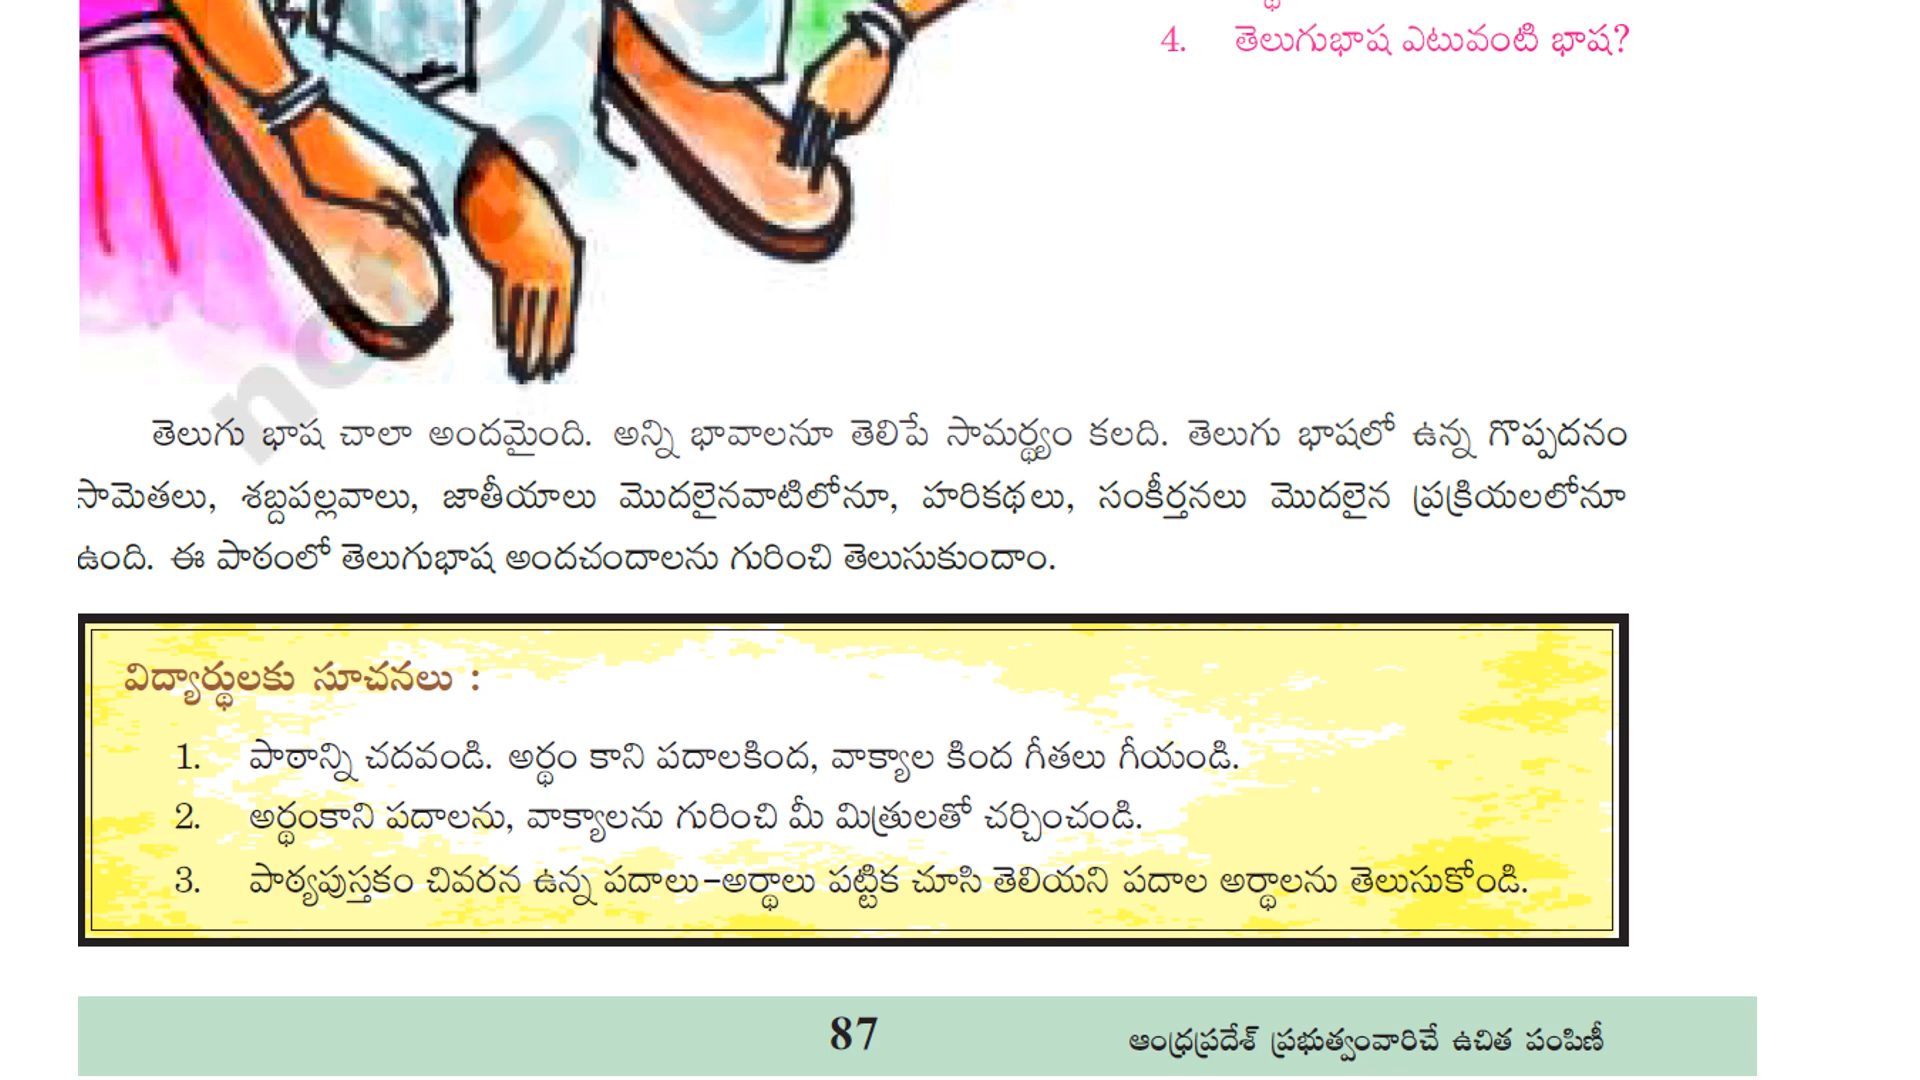 4. తెలుగుభాష ఎటువంటి భాష?
తెలుగు భాష చాలా అందమైంది. అన్ని భావాలనూ తెలిపే సామర్థ్యం కలది. తెలుగు భాషలో ఉన్న గొప్పదనం
సామెతలు, శబ్దపల్లవాలు, జాతీయాలు మొదలైనవాటిలోనూ, హరికథలు, సంకీర్తనలు మొదలైన ప్రక్రియలలోనూ
ఉంది. ఈ పాఠంలో తెలుగుభాష అందచందాలను గురించి తెలుసుకుందాం.
విద్యార్థులకు సూచనలు :
1. పాఠాన్ని చదవండి. అర్థం కాని పదాలకింద, వాక్యాల కింద గీతలు గీయండి.
2. అర్థంకాని పదాలను, వాక్యాలను గురించి మీ మిత్రులతో చర్చించండి.
3. పాఠ్యపుస్తకం చివరన ఉన్న పదాలు-అర్థాలు పట్టిక చూసి తెలియని పదాల అర్థాలను తెలుసుకోండి.
87 ఆంధ్రప్రదేశ్ ప్రభుత్వంవారిచే ఉచిత పంపిణీ